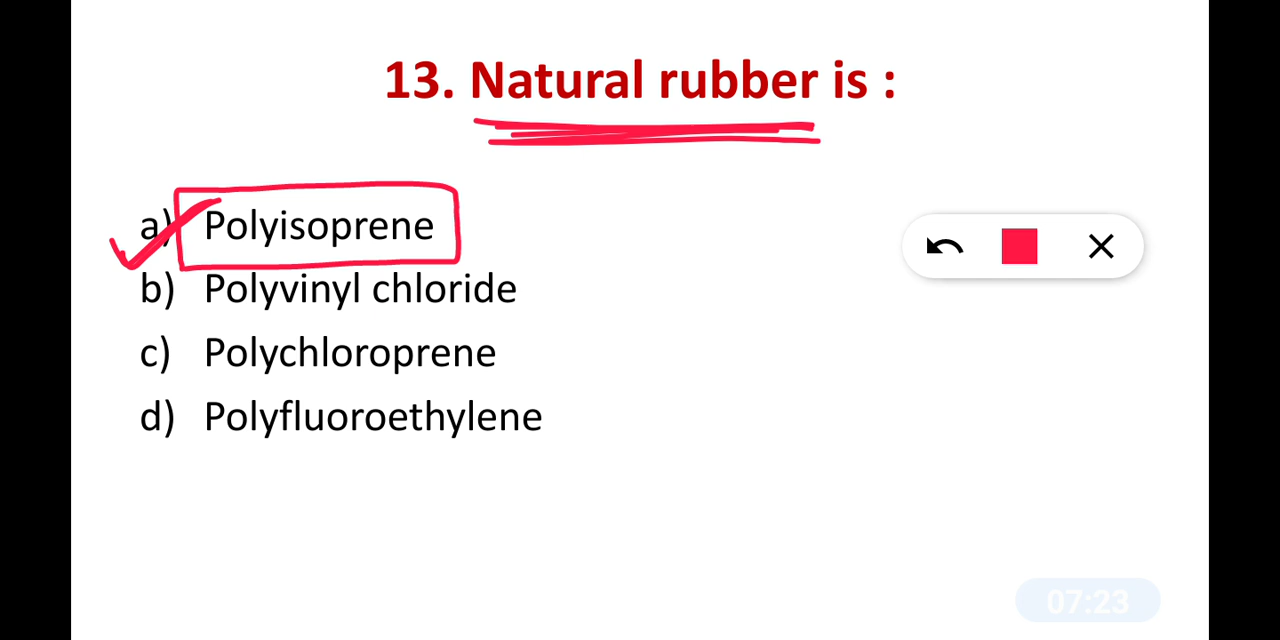 13. Natural rubber is :
a) Polyisoprene
b) Polyvinyl chloride
c) Polychloroprene
d) Polyfluoroethylene
07:23